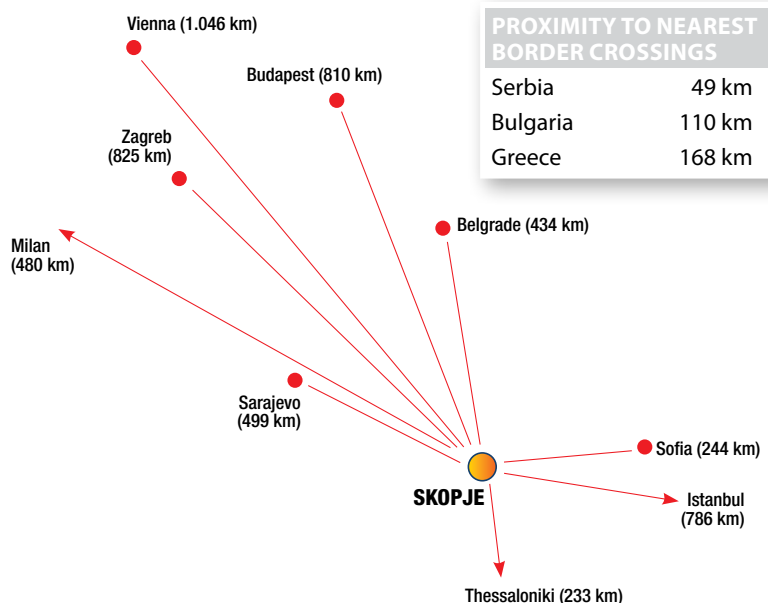 Vienna (1.046 km)
PROXIMITY TO NEAREST
BORDER CROSSINGS
Serbia 49 km
Bulgaria 110 km
Greece 168 km
Budapest (810 km)
Zagreb
(825 km)
Belgrade (434 km)
Milan
(480 km)
Sarajevo
(499 km)
Sofia (244 km)
SKOPJE
Istanbul
(786 km)
Thessaloniki (233 km)